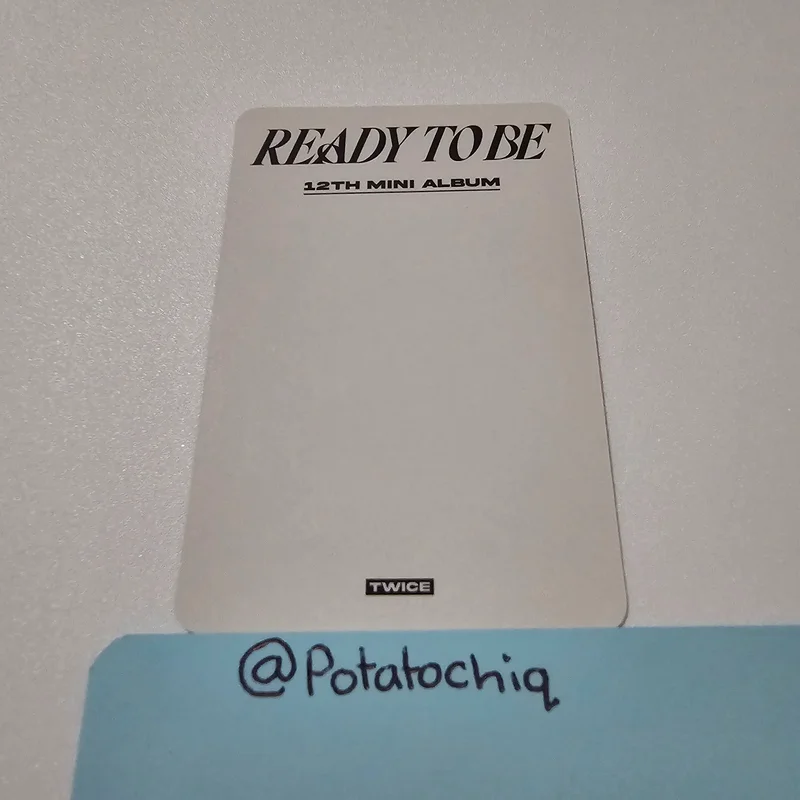 READY TO BE
12TH MINI ALBUM
TWICE
@Potatochiq